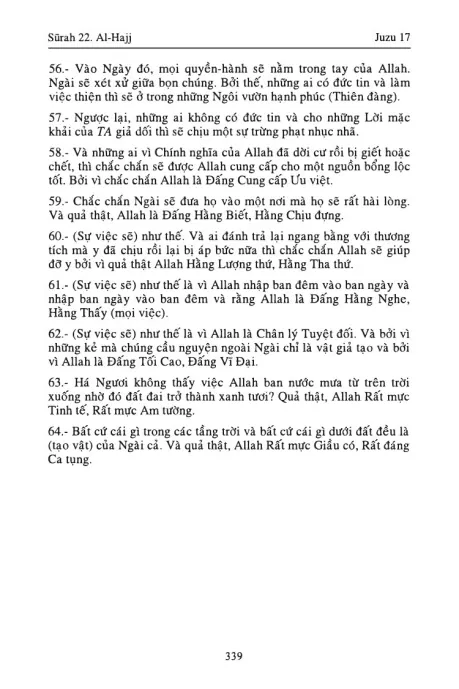 Sūrah 22. Al-Hajj Juzu 17
56.- Vào Ngày đó, mọi quyền-hành sẽ nằm trong tay của Allah.
Ngài sẽ xét xử giữa bọn chúng. Bởi thế, những ai có đức tin và làm
việc thiện thì sẽ ở trong những Ngôi vườn hạnh phúc (Thiên đàng).
57.- Ngược lại, những ai không có đức tin và cho những Lời mặc
khải của TA giả dối thì sẽ chịu một sự trừng phạt nhục nhã.
58.- Và những ai vì Chính nghĩa của Allah đã dời cư rồi bị giết hoặc
chết, thì chắc chắn sẽ được Allah cung cấp cho một nguồn bổng lộc
tốt. Bởi vì chắc chắn Allah là Đấng Cung cấp Ưu việt.
59.- Chắc chắn Ngài sẽ đưa họ vào một nơi mà họ sẽ rất hài lòng.
Và quả thật, Allah là Đấng Hằng Biết, Hằng Chịu đựng.
60.- (Sự việc sẽ) như thế. Và ai đánh trả lại ngang bằng với thương
tích mà y đã chịu rồi lại bị áp bức nữa thì chắc chắn Allah sẽ giúp
đỡ y bởi vì quả thật Allah Hằng Lượng thứ, Hằng Tha thứ.
61.- (Sự việc sẽ) như thế là vì Allah nhập ban đêm vào ban ngày và
nhập ban ngày vào ban đêm và rằng Allah là Đấng Hằng Nghe,
Hằng Thấy (mọi việc).
62.- (Sự việc sẽ) như thế là vì Allah là Chân lý Tuyệt đối. Và bởi vì
những kẻ mà chúng cầu nguyện ngoài Ngài chỉ là vật giả tạo và bởi
vì Allah là Đấng Tối Cao, Đấng Vĩ Đại.
63.- Há Ngươi không thấy việc Allah ban nước mưa từ trên trời
xuống nhờ đó đất đai trở thành xanh tươi? Quả thật, Allah Rất mực
Tinh tế, Rất mực Am tường.
64.- Bất cứ cái gì trong các tầng trời và bất cứ cái gì dưới đất đều là
(tạo vật) của Ngài cả. Và quả thật, Allah Rất mực Giầu có, Rất đáng
Ca tụng.
339